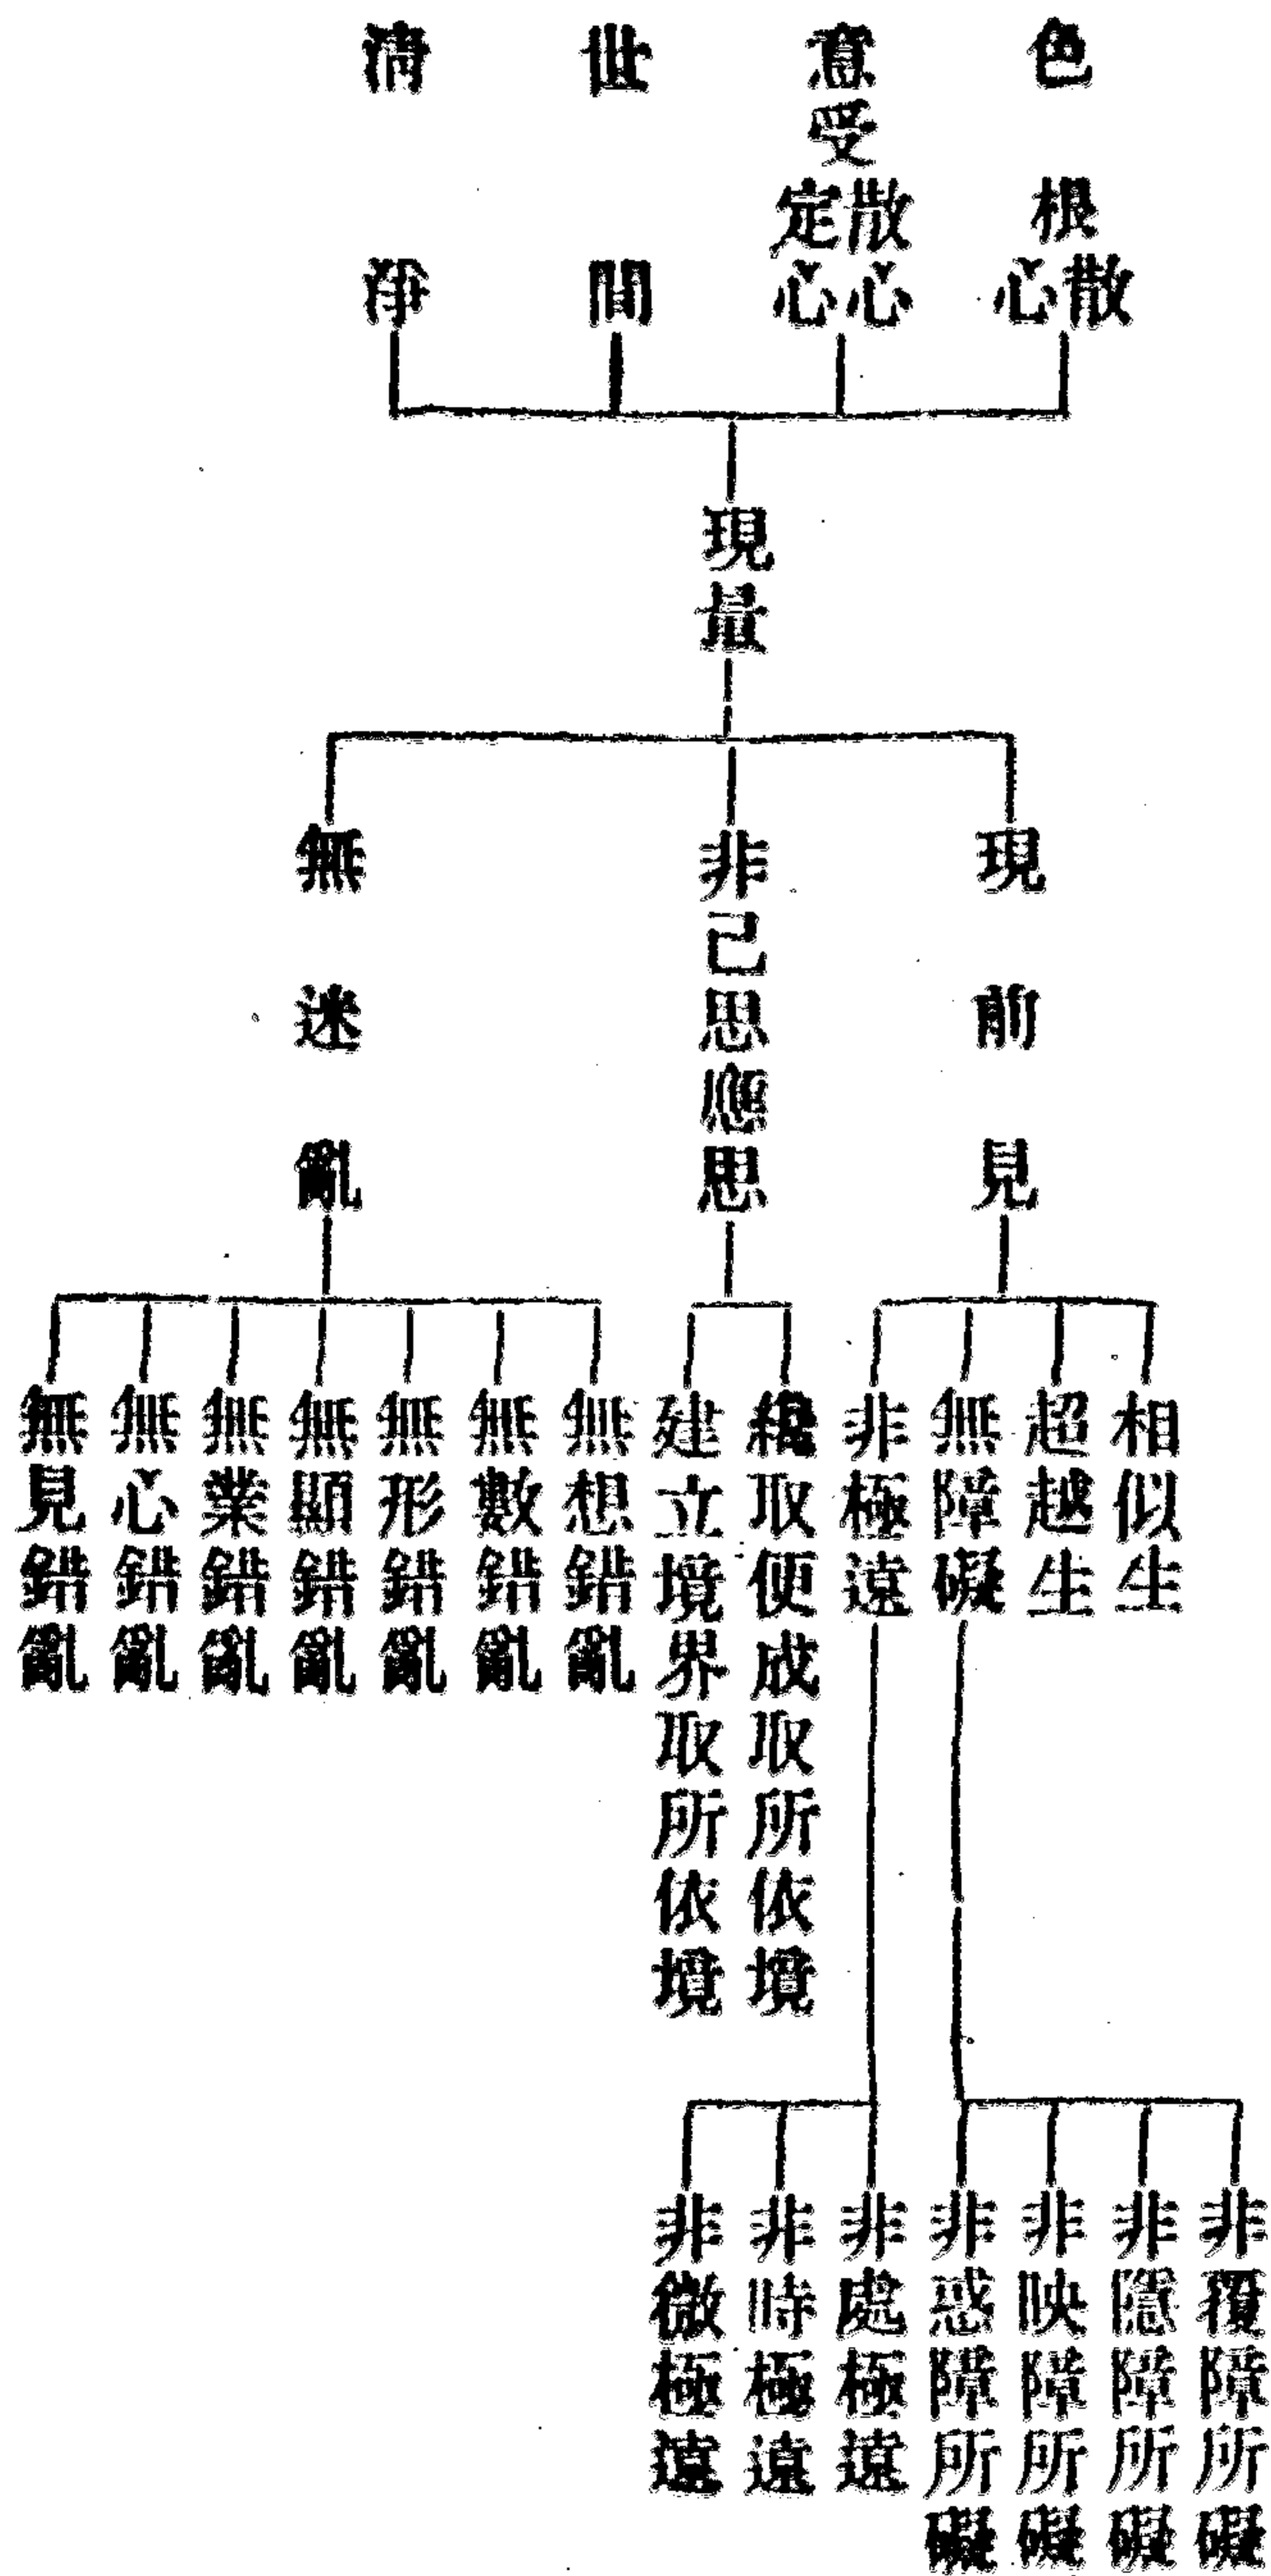 色根散心
意受散心定心
世間
清淨
現量
現前見
非已思應思
無迷亂
相似生
超越生
無障礙
非極遠
纔取便成取所依境
建立境界取所依境
無想錯亂
無數錯亂
無形錯亂
無顯錯亂
無業錯亂
無心錯亂
無見錯亂
非覆障所礙
非隱障所礙
非映障所礙
非惑障所礙
非處極遠
非時極遠
非微極遠